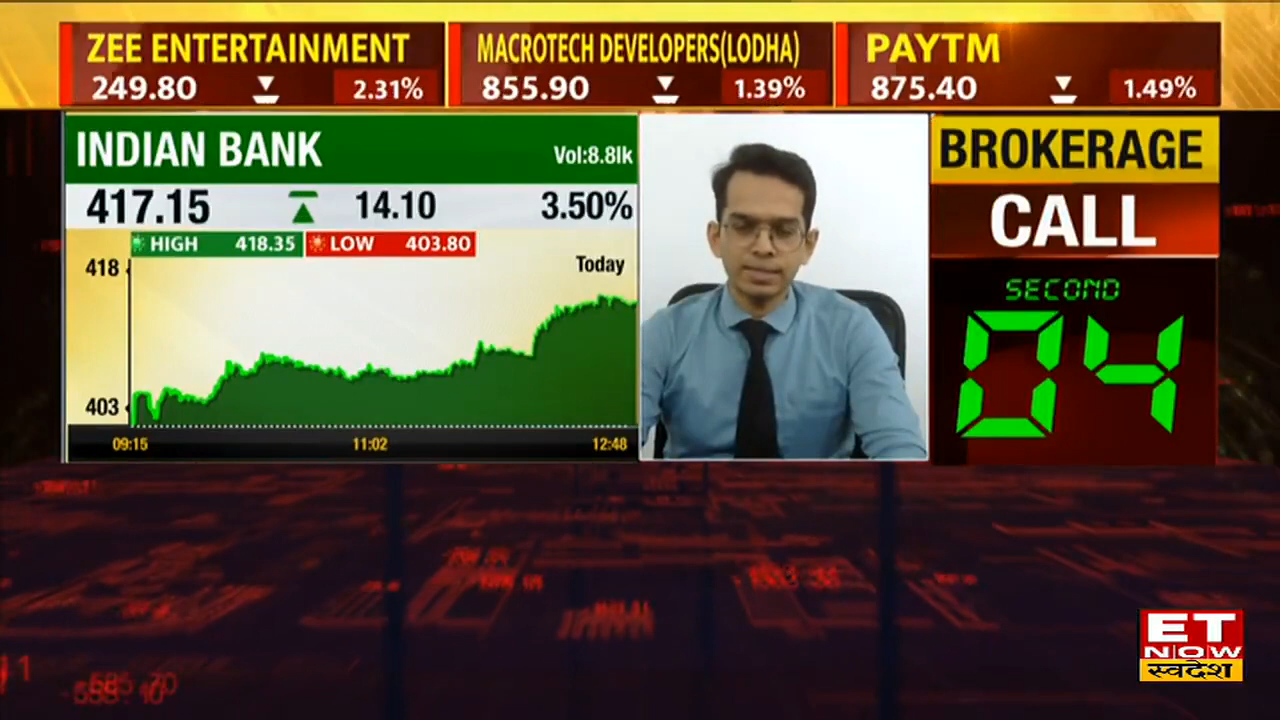 ZEE ENTERTAINMENT
249.80 2.31%
MACROTECH DEVELOPERS(LODHA)
855.90 1.39%
PAYTM
875.40 1.49%
INDIAN BANK Vol:8.8lk
417.15 14.10 3.50%
HIGH 418.35 LOW 403.80
Today
418
403
09:15 11:02 12:48
BROKERAGE
CALL
SECOND
04
ET
NOW
स्वदेश